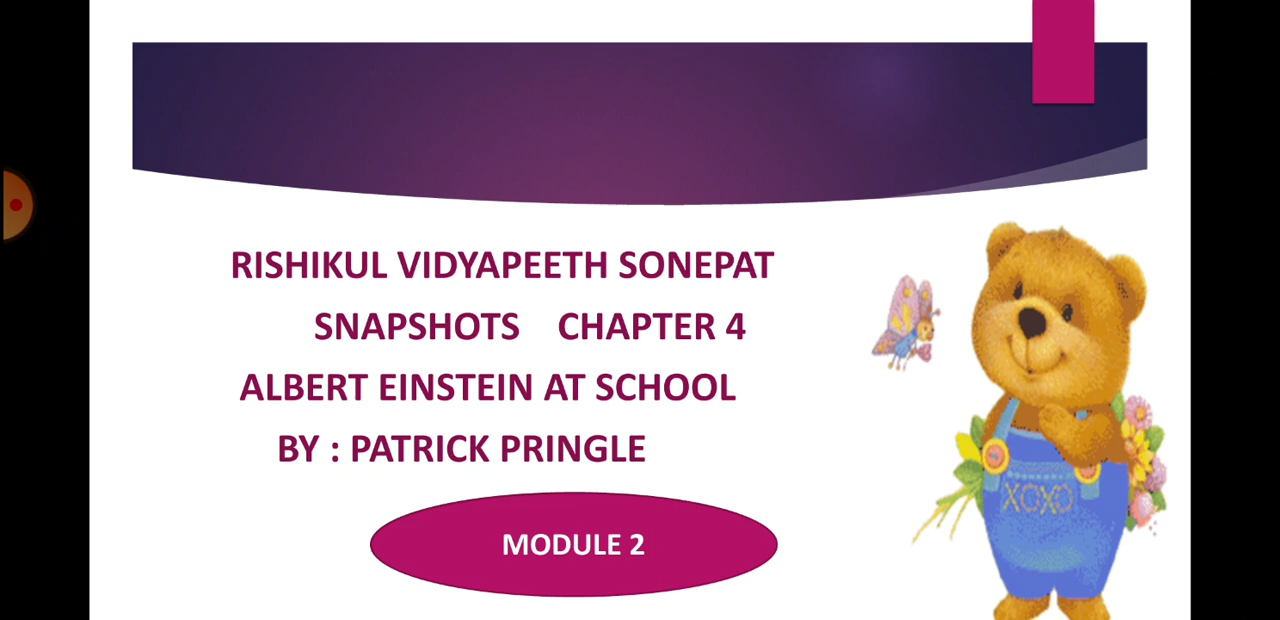 RISHIKUL VIDYAPEETH SONEPAT
SNAPSHOTS CHAPTER 4
ALBERT EINSTEIN AT SCHOOL
BY : PATRICK PRINGLE
MODULE 2
XOXO